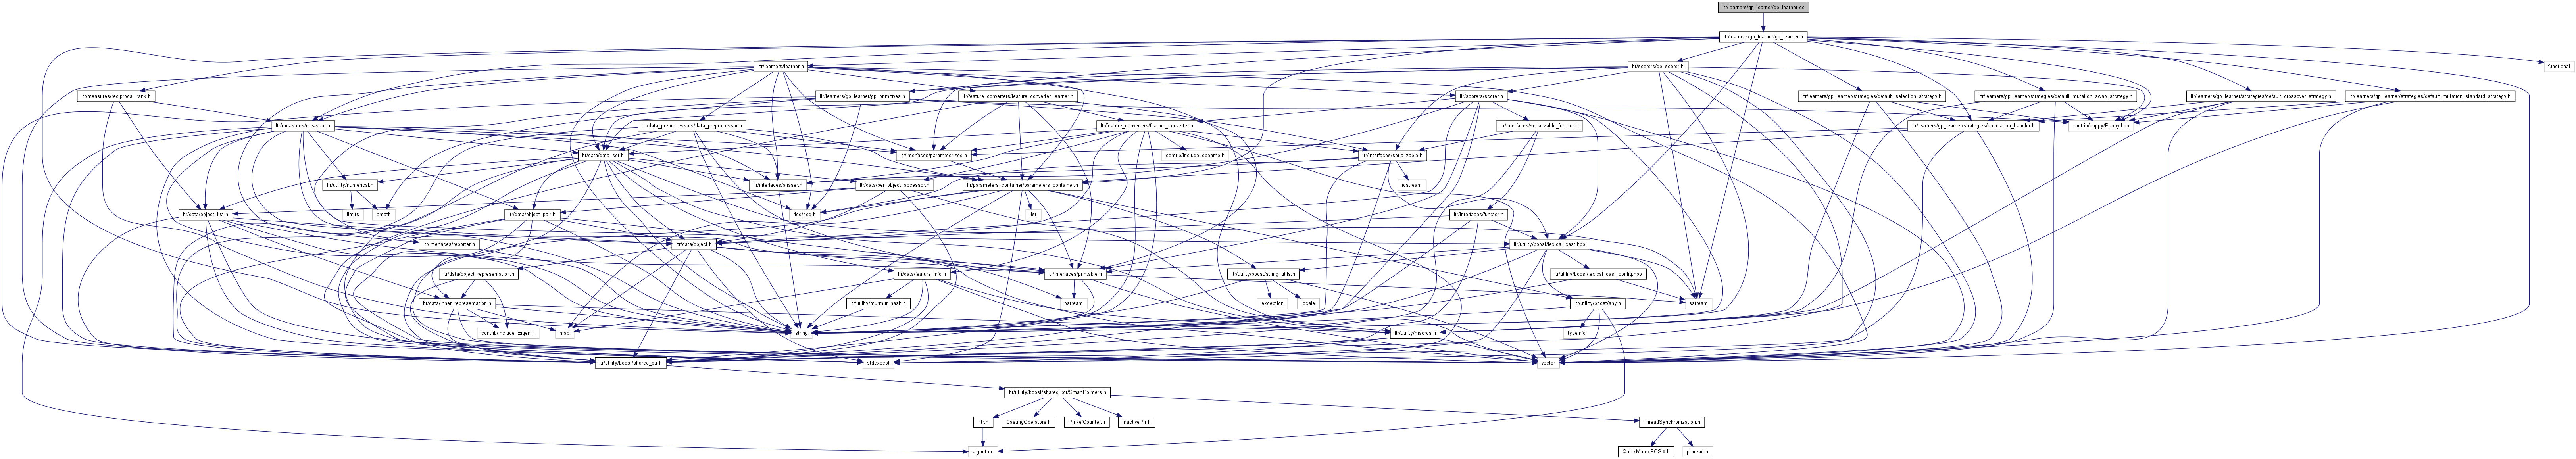 ltr/learners/gp_learner/gp_learner.cc
ltr/learners/gp_learner/gp_learner.h
ltr/learners/learner.h
ltr/scorers/gp_scorer.h
functional
ltr/measures/reciprocal_rank.h
ltr/learners/gp_learner/gp_primitives.h
ltr/feature_converters/feature_converter_learner.h
ltr/scorers/scorer.h
ltr/learners/gp_learner/strategies/default_selection_strategy.h
ltr/learners/gp_learner/strategies/default_mutation_swap_strategy.h
ltr/learners/gp_learner/strategies/default_crossover_strategy.h
ltr/learners/gp_learner/strategies/default_mutation_standard_strategy.h
ltr/measures/measure.h
ltr/data_preprocessors/data_preprocessor.h
ltr/feature_converters/feature_converter.h
ltr/interfaces/serializable_functor.h
ltr/learners/gp_learner/strategies/population_handler.h
contrib/puppy/Puppy.hpp
ltr/data/data_set.h
ltr/interfaces/parameterized.h
contrib/include_openmp.h
ltr/interfaces/serializable.h
ltr/utility/numerical.h
ltr/interfaces/aliaser.h
ltr/data/per_object_accessor.h
ltr/parameters_container/parameters_container.h
iostream
ltr/data/object_list.h
limits
cmath
ltr/data/object_pair.h
rlog/rlog.h
list
ltr/interfaces/functor.h
ltr/interfaces/reporter.h
ltr/data/object.h
ltr/utility/boost/lexical_cast.hpp
ltr/data/object_representation.h
ltr/data/feature_info.h
ltr/interfaces/printable.h
ltr/utility/boost/string_utils.h
ltr/utility/boost/lexical_cast_config.hpp
ltr/data/inner_representation.h
ltr/utility/murmur_hash.h
ostream
exception
locale
ltr/utility/boost/any.h
sstream
contrib/include_Eigen.h
map
string
ltr/utility/macros.h
typeinfo
ltr/utility/boost/shared_ptr.h
stdexcept
vector
ltr/utility/boost/shared_ptr/SmartPointers.h
Ptr.h
CastingOperators.h
PtrRefCounter.h
InactivePtr.h
ThreadSynchronization.h
algorithm
QuickMutexPOSIX.h
pthread.h